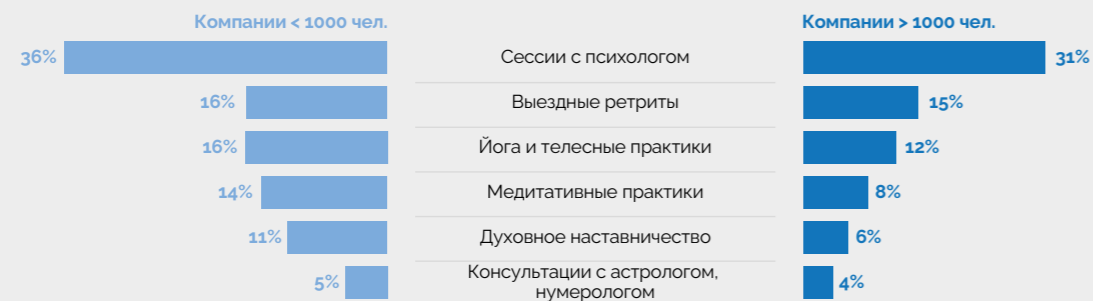 Компании < 1000 чел. Компании > 1000 чел.
36% Сессии с психологом 31%
16% Выездные ретриты 15%
16% Йога и телесные практики 12%
14% Медитативные практики 8%
11% Духовное наставничество 6%
5% Консультации с астрологом, 4%
нумерологом